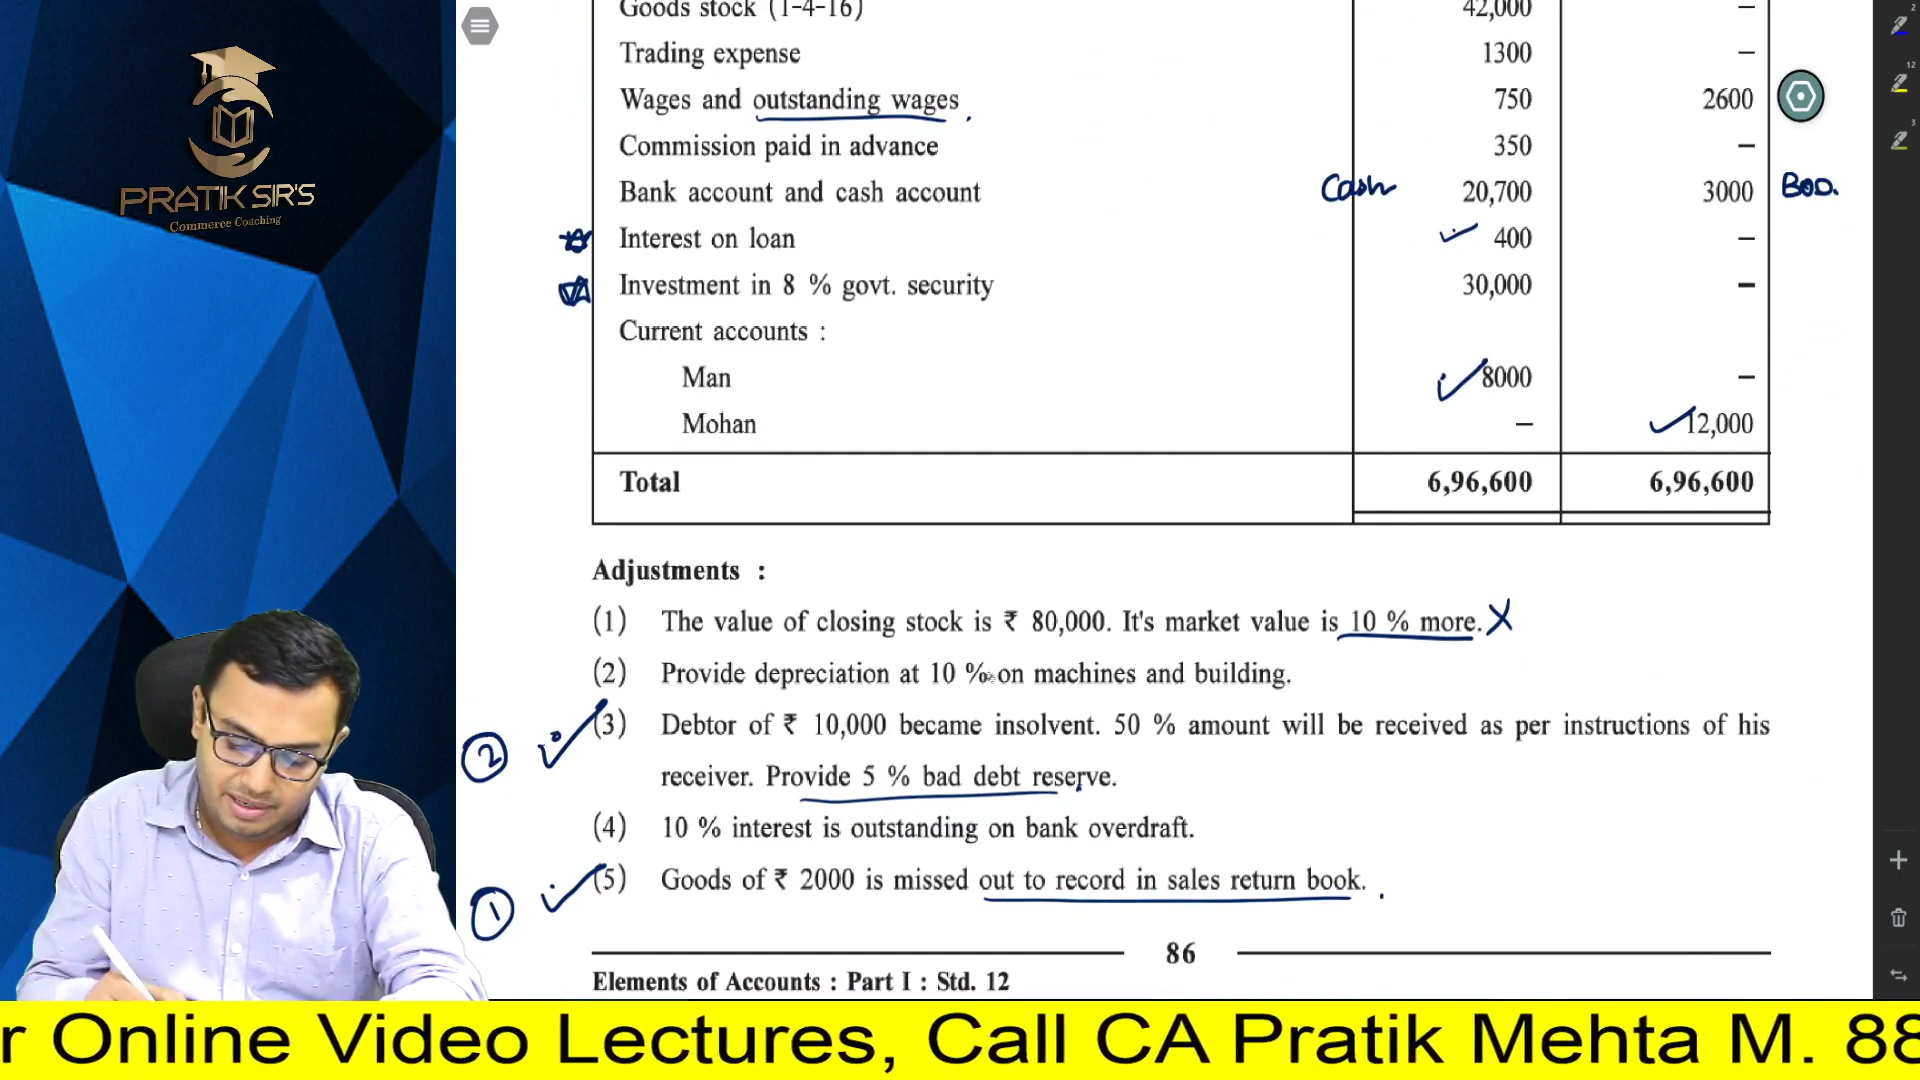 PRATIK SIR'S
Commerce Coaching
Goods stock (1-4-16) 42,000 –
Trading expense 1300 –
Wages and outstanding wages 750 2600
Commission paid in advance 350 –
Bank account and cash account Cash 20,700 3000 BOD.
Interest on loan 400 –
Investment in 8 % govt. security 30,000 –
Current accounts :
Man 8000 –
Mohan – 12,000
Total 6,96,600 6,96,600
Adjustments :
(1) The value of closing stock is ₹ 80,000. It's market value is 10 % more. X
(2) Provide depreciation at 10 % on machines and building.
(3) Debtor of ₹ 10,000 became insolvent. 50 % amount will be received as per instructions of his
2
receiver. Provide 5 % bad debt reserve.
(4) 10 % interest is outstanding on bank overdraft.
(5) Goods of ₹ 2000 is missed out to record in sales return book.
1
86
Elements of Accounts : Part I : Std. 12
r Online Video Lectures, Call CA Pratik Mehta M. 88
2
12
3